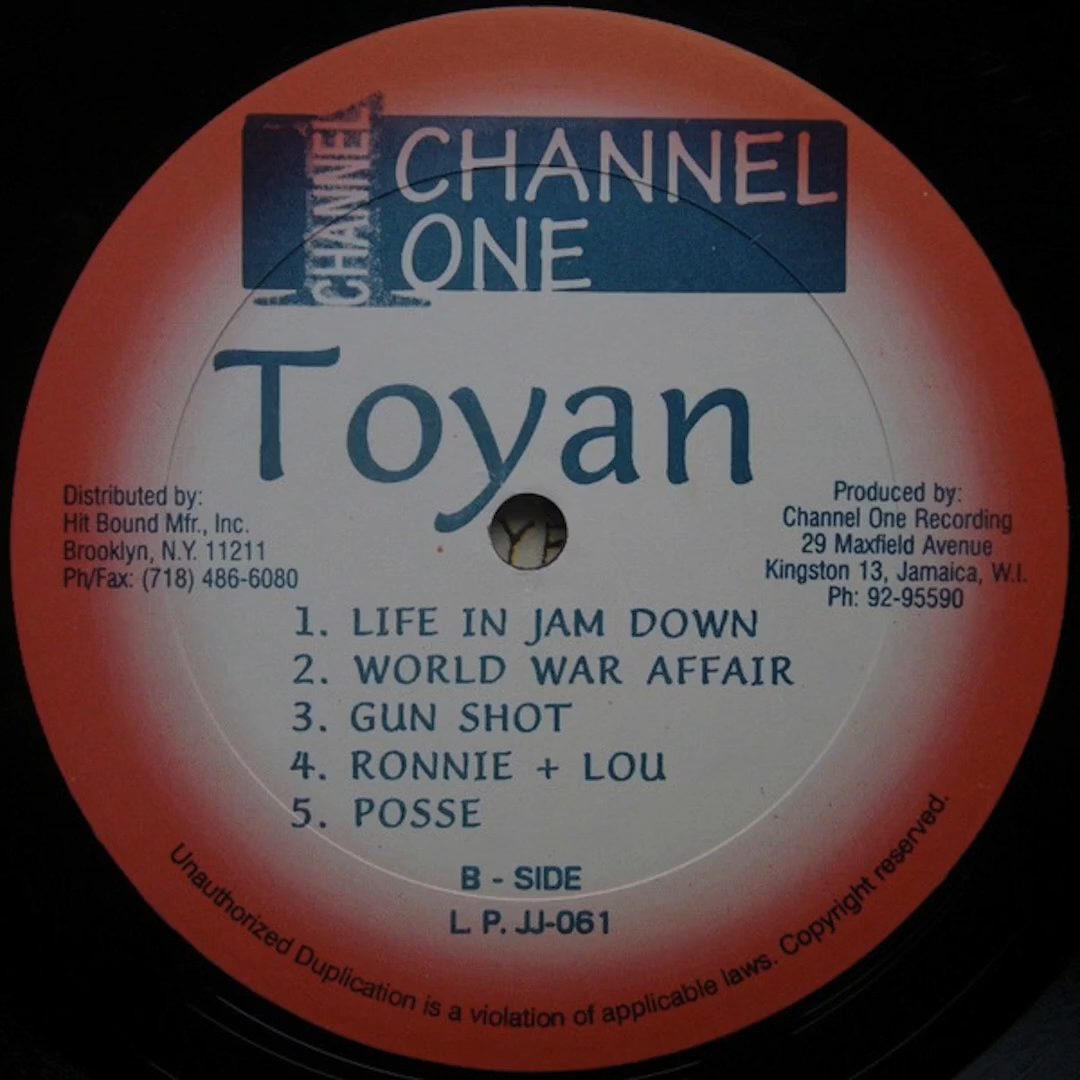 CHANNEL
CHANNEL
ONE
Toyan
Distributed by:
Hit Bound Mfr., Inc.
Brooklyn, N.Y. 11211
Ph/Fax: (718) 486-6080
Produced by:
Channel One Recording
29 Maxfield Avenue
Kingston 13, Jamaica, W.I.
Ph: 92-95590
1. LIFE IN JAM DOWN
2. WORLD WAR AFFAIR
3. GUN SHOT
4. RONNIE + LOU
5. POSSE
B - SIDE
L. P. JJ-061
Unauthorized Duplication is a violation of applicable laws. Copyright reserved.